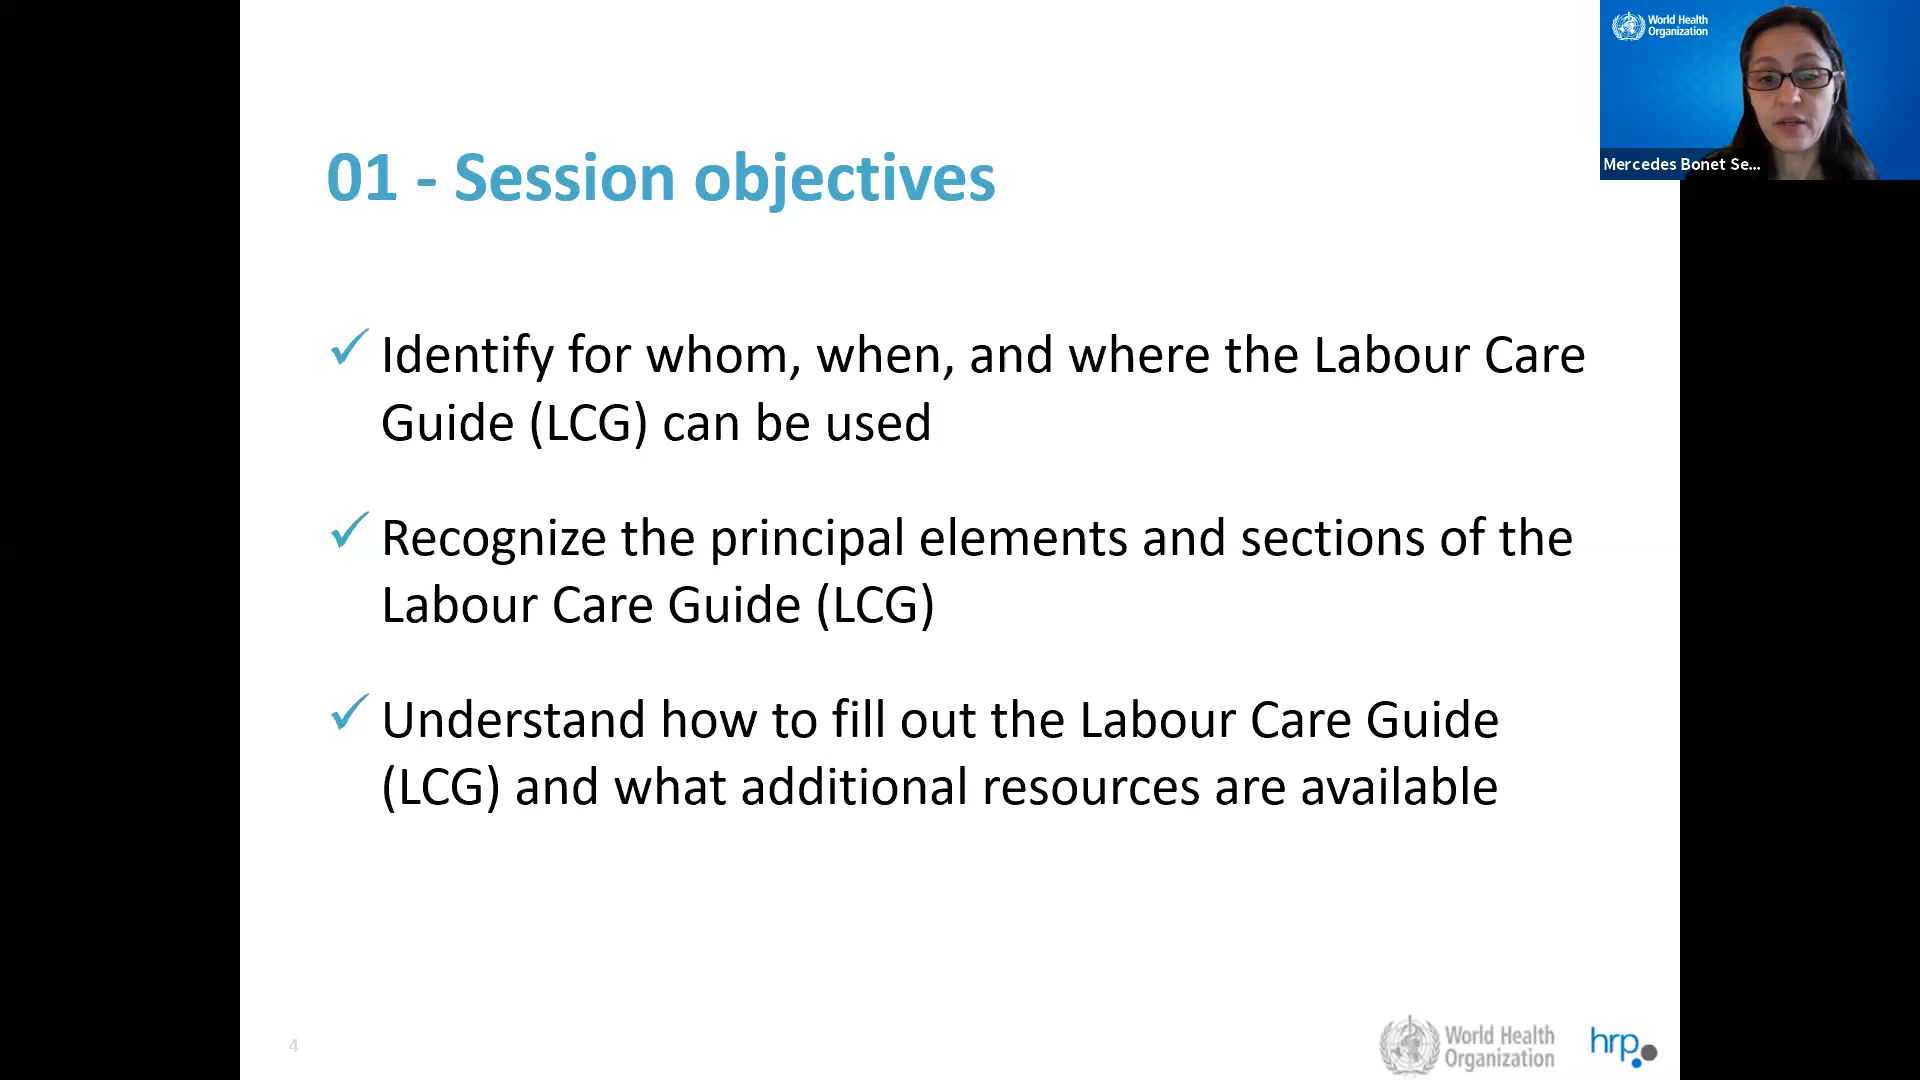 World Health
Organization
Mercedes Bonet Se...
01 - Session objectives
Identify for whom, when, and where the Labour Care
Guide (LCG) can be used
Recognize the principal elements and sections of the
Labour Care Guide (LCG)
Understand how to fill out the Labour Care Guide
(LCG) and what additional resources are available
4
World Health
Organization
hrp